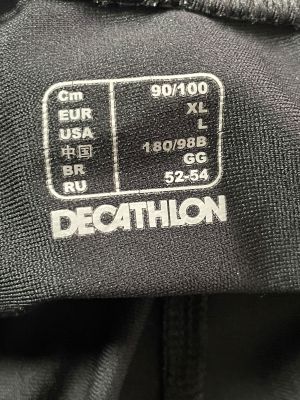 Cm 90/100
EUR XL
USA L
中国 180/98B
BR GG
RU 52-54
DECATHLON